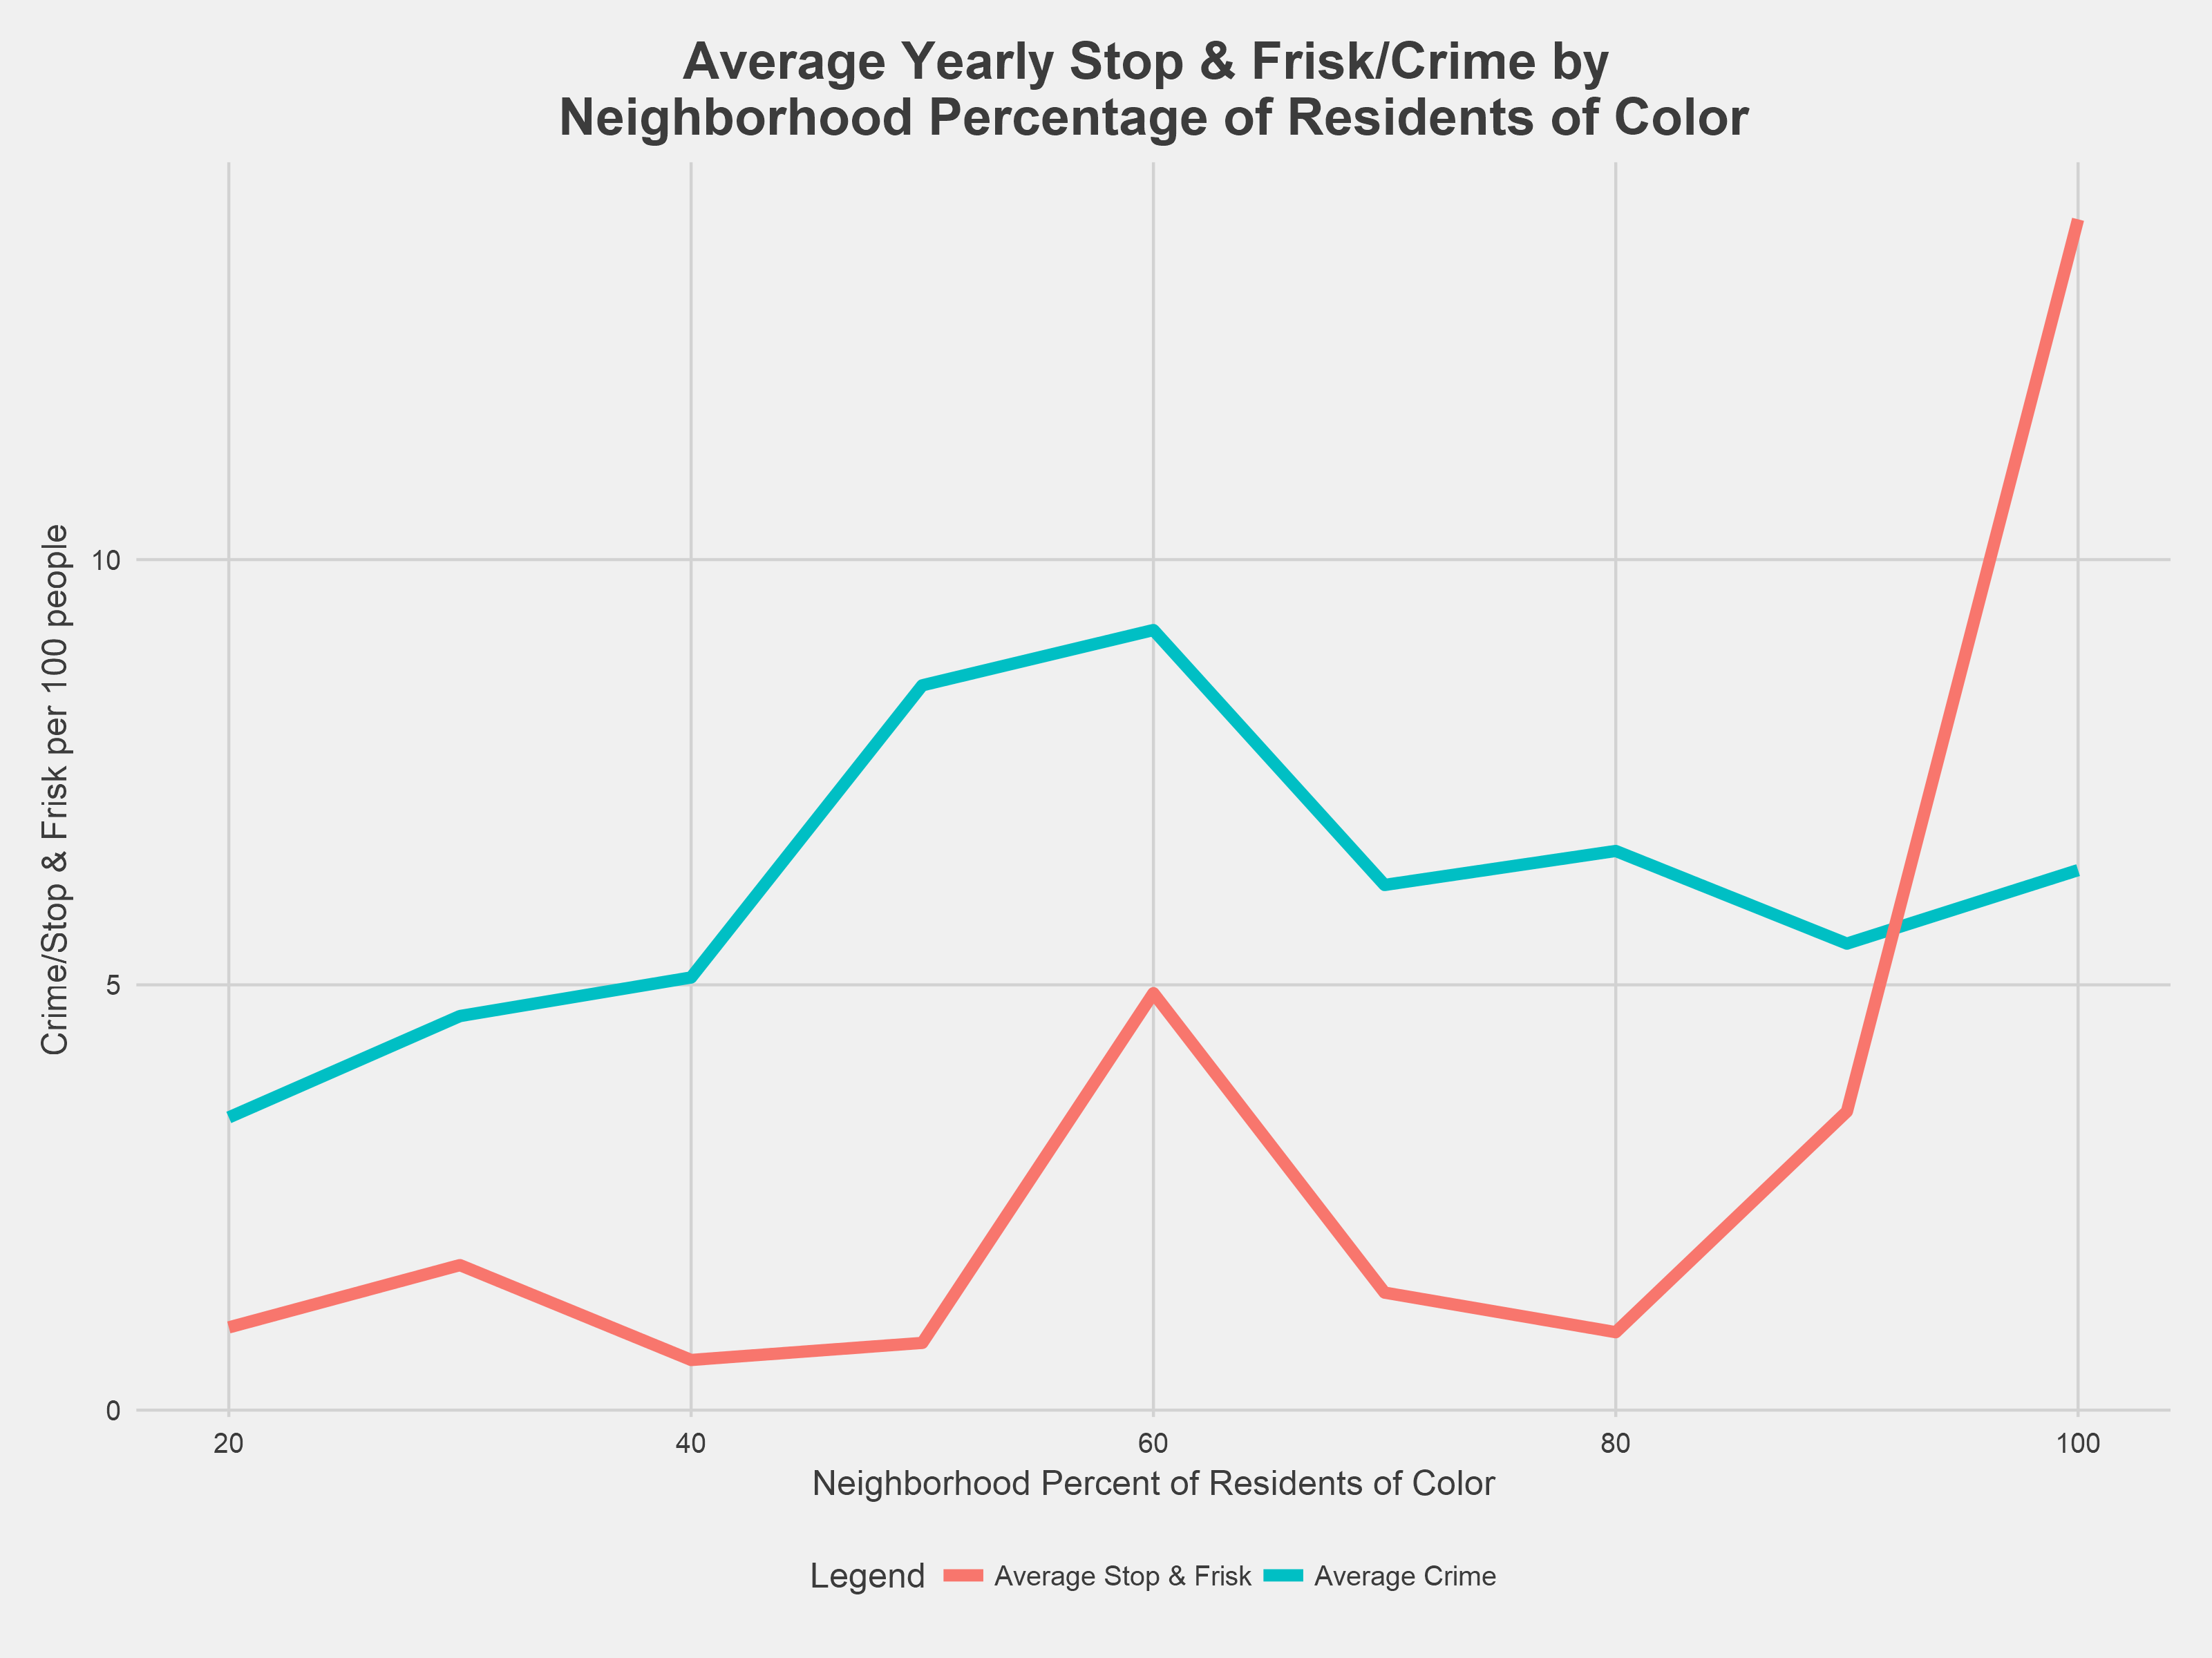 Average Yearly Stop & Frisk/Crime by
Neighborhood Percentage of Residents of Color
Crime/Stop & Frisk per 100 people
10
5
0
20 40 60 80 100
Neighborhood Percent of Residents of Color
Legend Average Stop & Frisk Average Crime